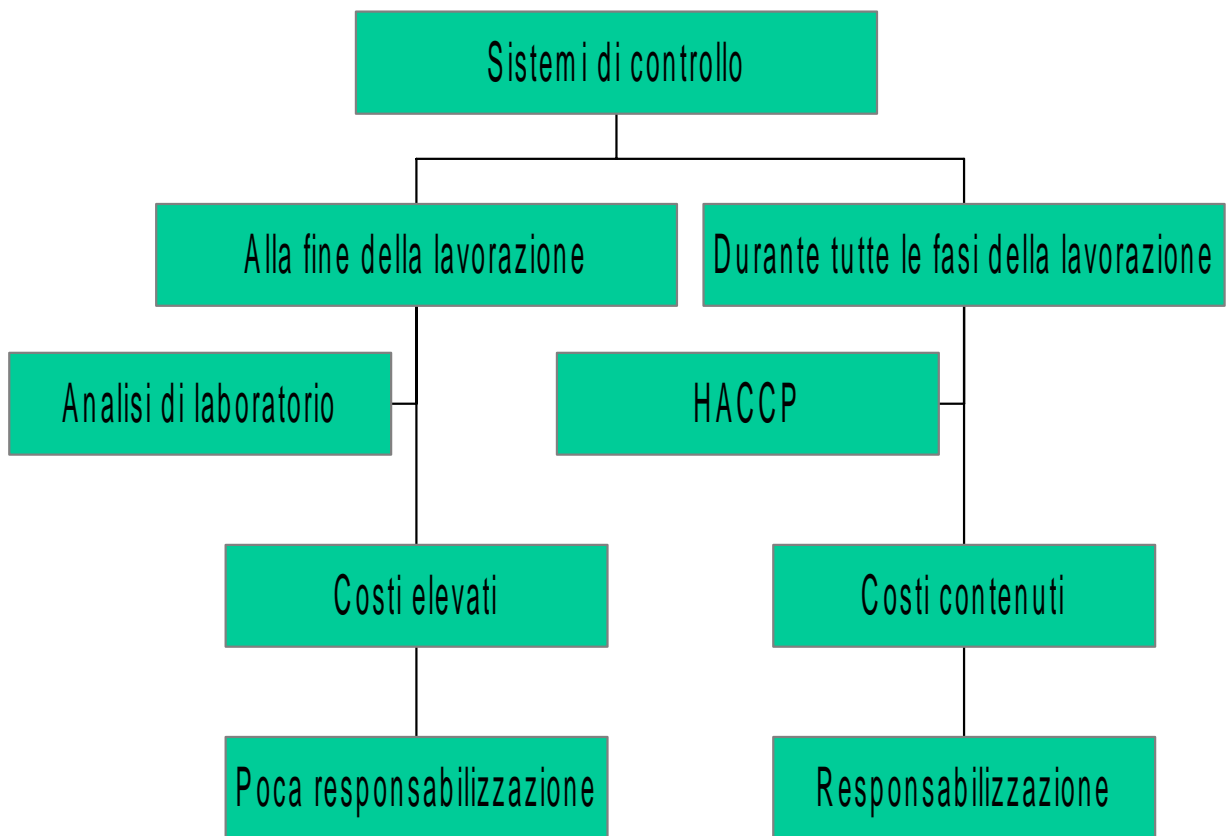 Sistemi di controllo
Alla fine della lavorazione
Durante tutte le fasi della lavorazione
Analisi di laboratorio
HACCP
Costi elevati
Costi contenuti
Poca responsabilizzazione
Responsabilizzazione